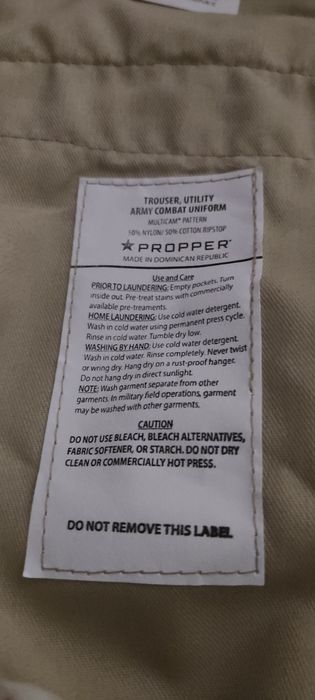 TROUSER, UTILITY
ARMY COMBAT UNIFORM
MULTICAM® PATTERN
50% NYLON/ 50% COTTON RIPSTOP
PROPPER
MADE IN DOMINICAN REPUBLIC
Use and Care
PRIOR TO LAUNDERING: Empty pockets. Turn
inside out. Pre-treat stains with commercially
available pre-treaments.
HOME LAUNDERING: Use cold water detergent.
Wash in cold water using permanent press cycle.
Rinse in cold water. Tumble dry low.
WASHING BY HAND: Use cold water detergent.
Wash in cold water. Rinse completely. Never twist
or wring dry. Hang dry on a rust-proof hanger.
Do not hang dry in direct sunlight.
NOTE: Wash garment separate from other
garments. In military field operations, garment
may be washed with other garments.
CAUTION
DO NOT USE BLEACH, BLEACH ALTERNATIVES,
FABRIC SOFTENER, OR STARCH. DO NOT DRY
CLEAN OR COMMERCIALLY HOT PRESS.
DO NOT REMOVE THIS LABEL